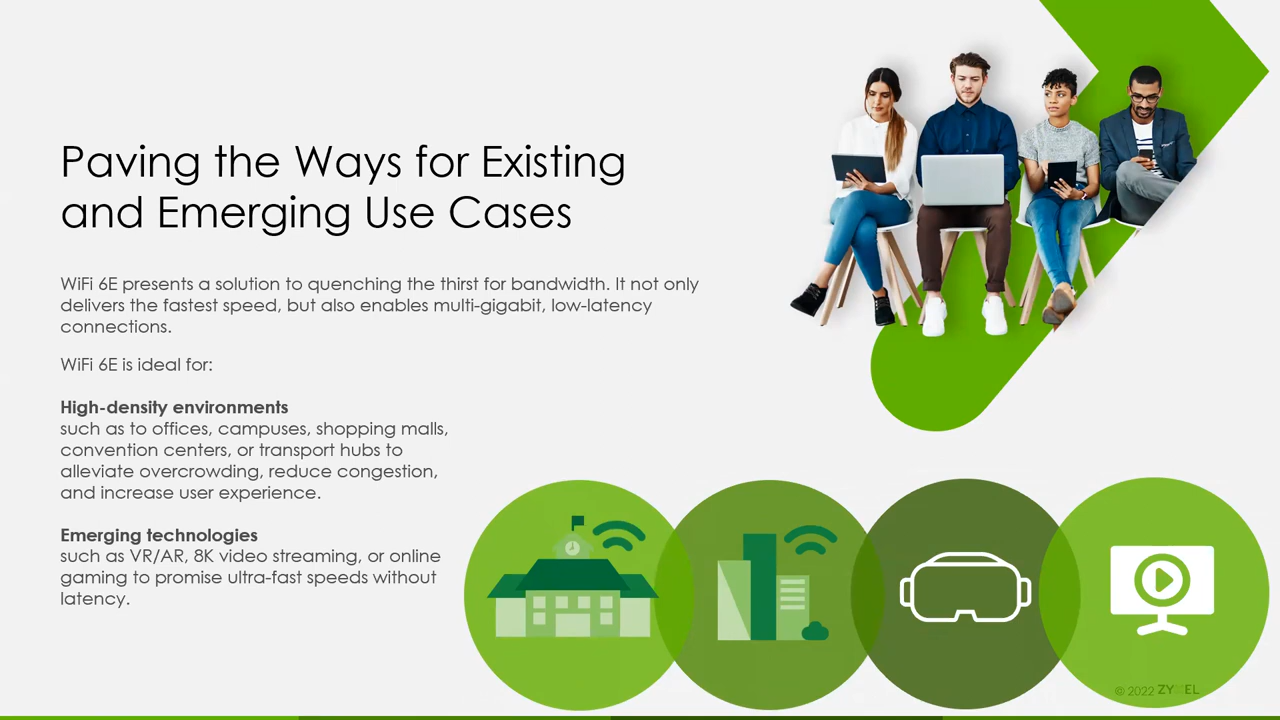 Paving the Ways for Existing
and Emerging Use Cases
WiFi 6E presents a solution to quenching the thirst for bandwidth. It not only
delivers the fastest speed, but also enables multi-gigabit, low-latency
connections.
WiFi 6E is ideal for:
High-density environments
such as to offices, campuses, shopping malls,
convention centers, or transport hubs to
alleviate overcrowding, reduce congestion,
and increase user experience.
Emerging technologies
such as VR/AR, 8K video streaming, or online
gaming to promise ultra-fast speeds without
latency.
© 2022 ZYXEL